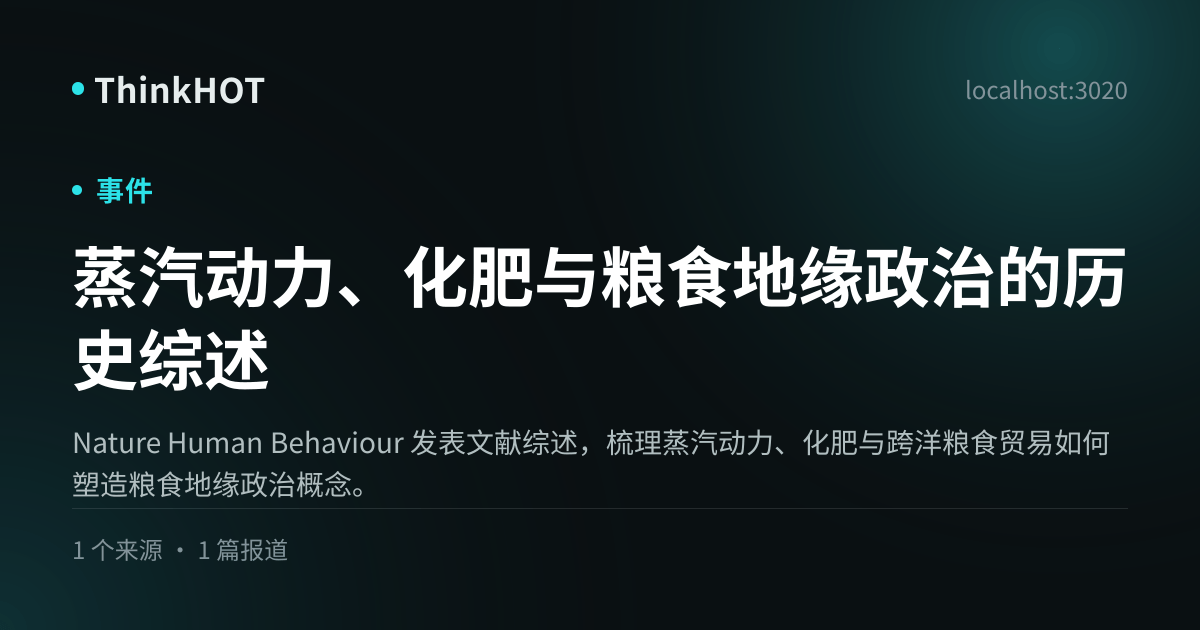 ThinkHOT
localhost:3020
事件
蒸汽动力、化肥与粮食地缘政治的历
史综述
Nature Human Behaviour 发表文献综述，梳理蒸汽动力、化肥与跨洋粮食贸易如何
塑造粮食地缘政治概念。
1 个来源 · 1 篇报道